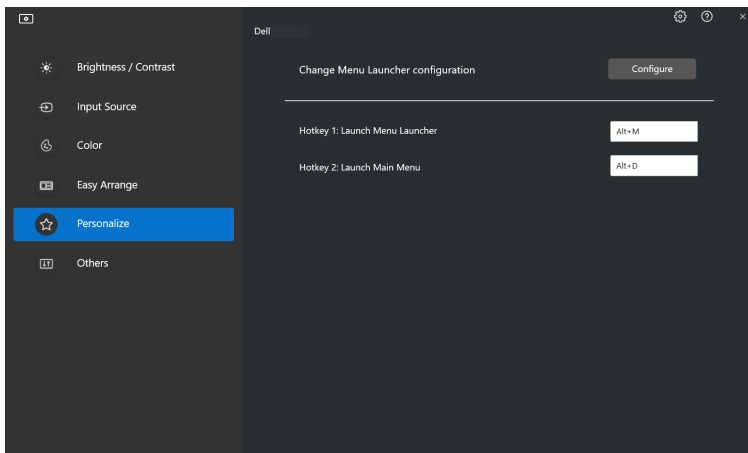 Dell
Brightness / Contrast
Input Source
Color
Easy Arrange
Personalize
Others
Change Menu Launcher configuration
Configure
Hotkey 1: Launch Menu Launcher
Alt+M
Hotkey 2: Launch Main Menu
Alt+D